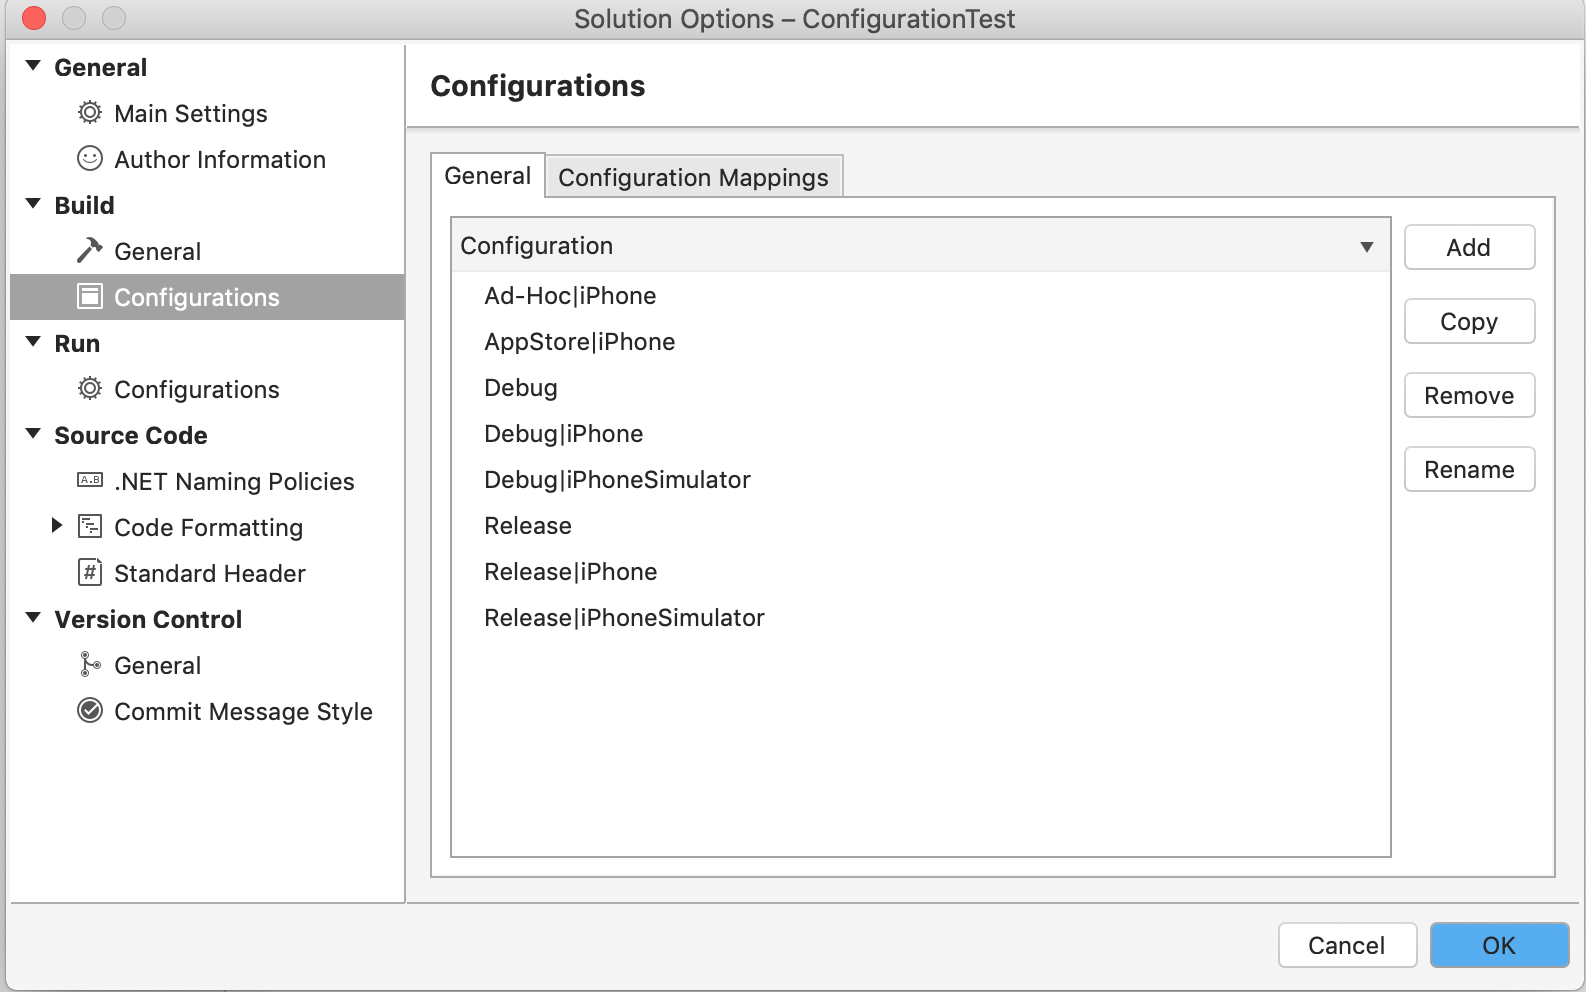 Solution Options – ConfigurationTest
General
Main Settings
Author Information
Build
General
Configurations
Run
Configurations
Source Code
A.B .NET Naming Policies
Code Formatting
# Standard Header
Version Control
General
Commit Message Style
Configurations
General Configuration Mappings
Configuration
Ad-Hoc|iPhone
AppStore|iPhone
Debug
Debug|iPhone
Debug|iPhoneSimulator
Release
Release|iPhone
Release|iPhoneSimulator
Add
Copy
Remove
Rename
Cancel OK